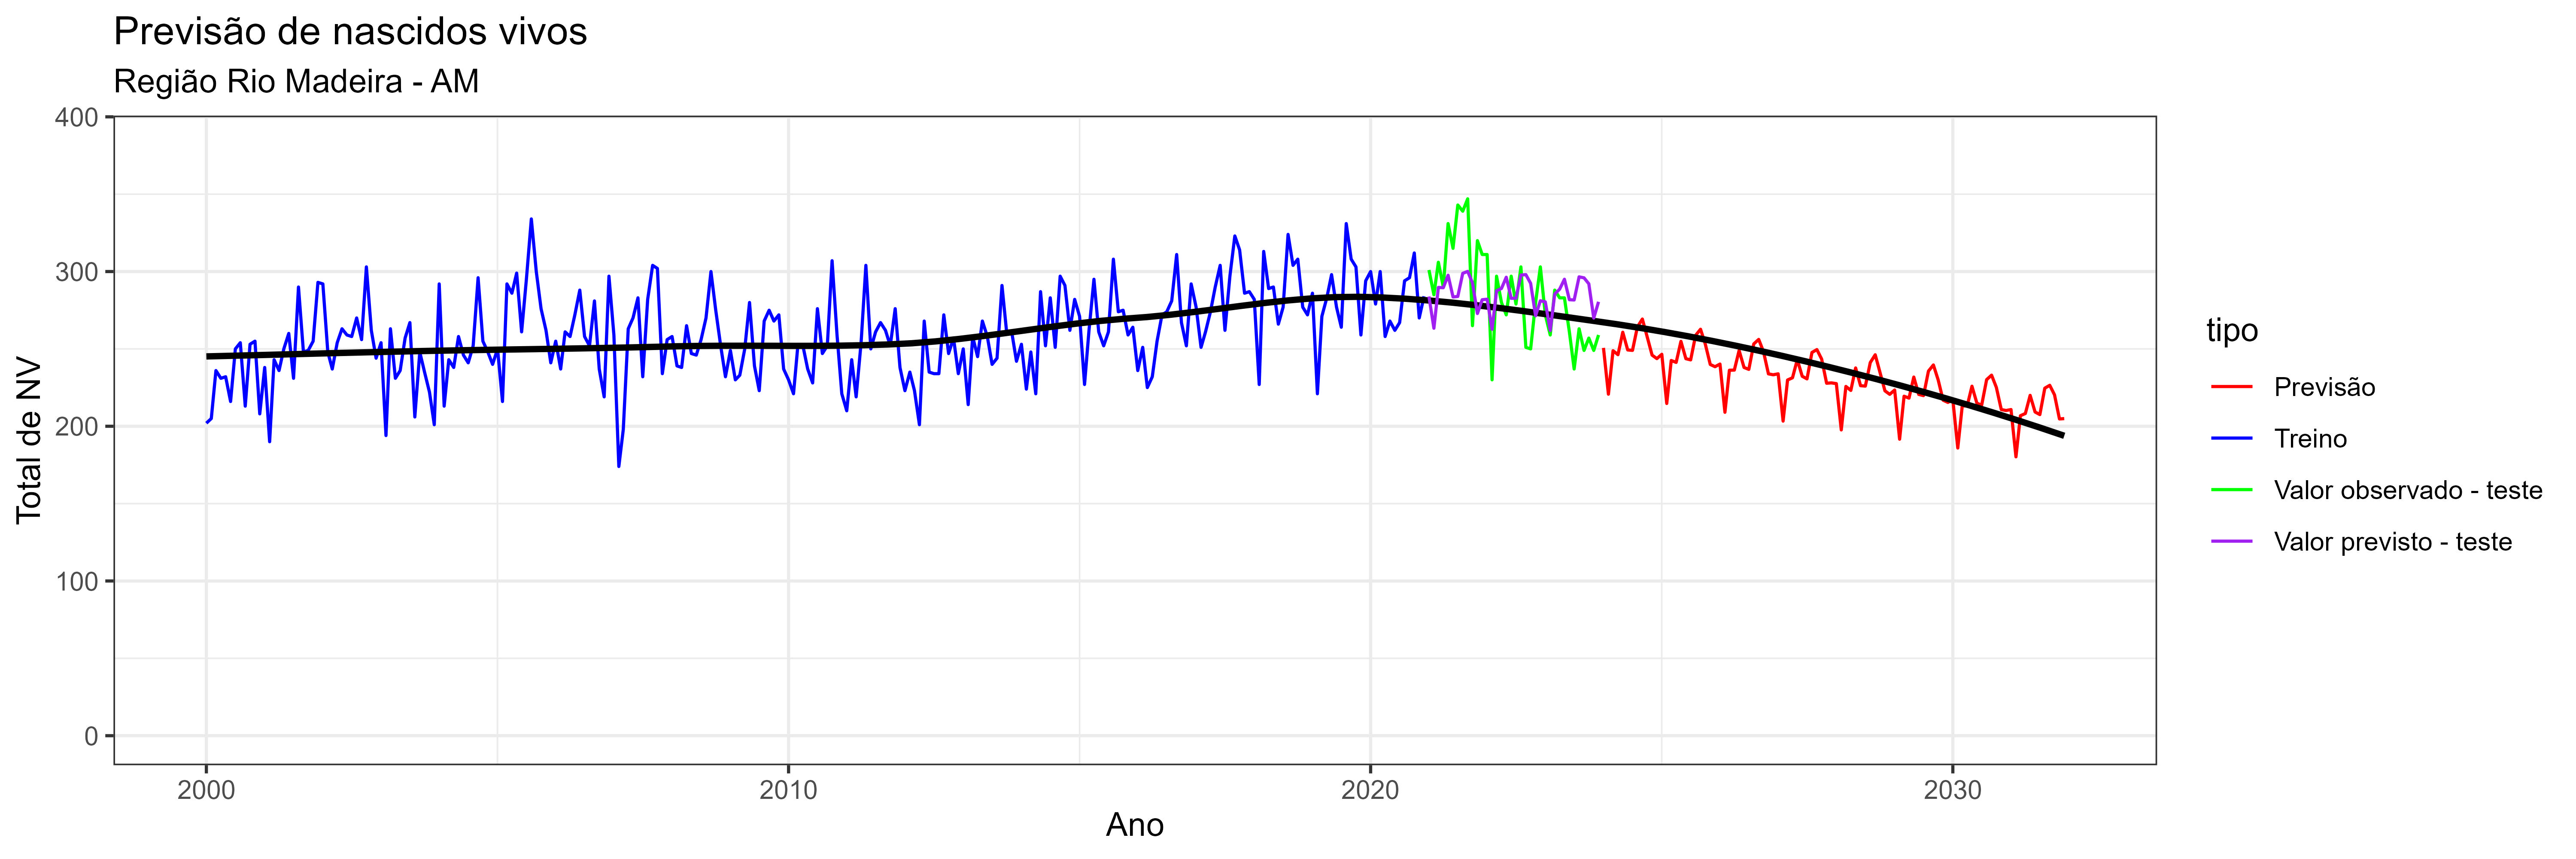 Previsão de nascidos vivos
Região Rio Madeira - AM
400
300
200
100
0
Total de NV
2000
2010
2020
2030
Ano
tipo
Previsão
Treino
Valor observado - teste
Valor previsto - teste